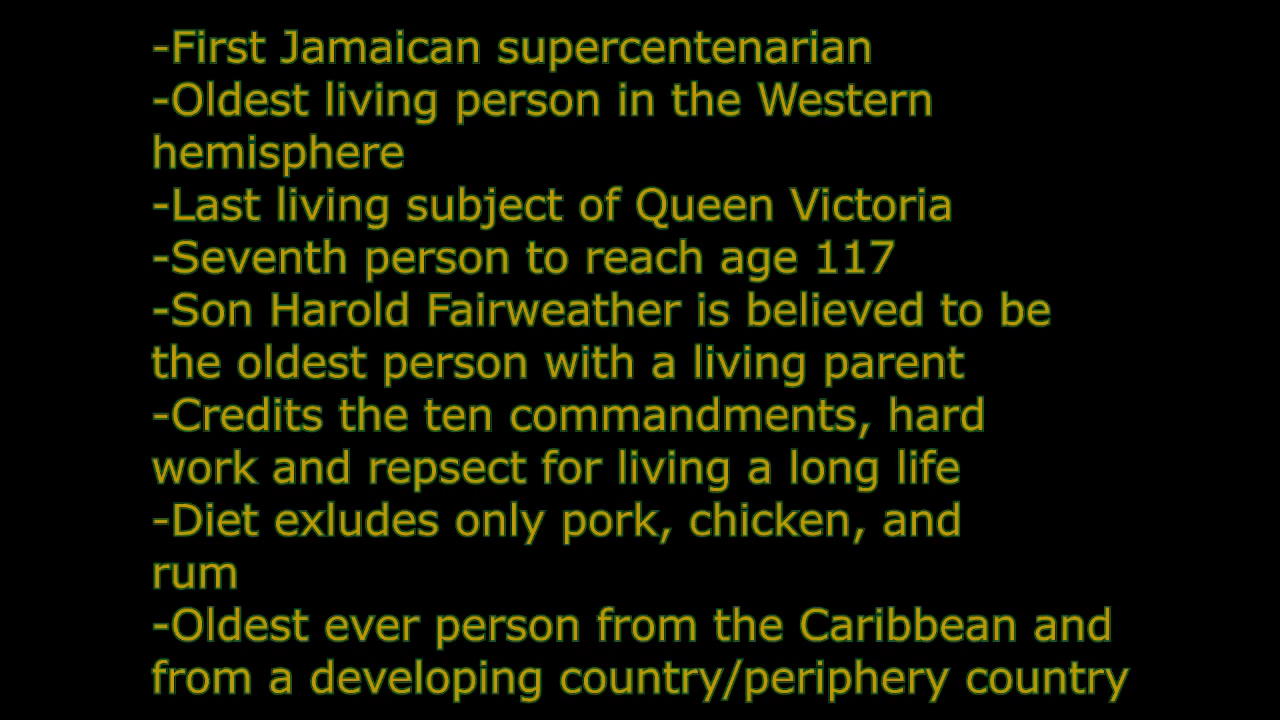 -First Jamaican supercentenarian
-Oldest living person in the Western
hemisphere
-Last living subject of Queen Victoria
-Seventh person to reach age 117
-Son Harold Fairweather is believed to be
the oldest person with a living parent
-Credits the ten commandments, hard
work and repsect for living a long life
-Diet exludes only pork, chicken, and
rum
-Oldest ever person from the Caribbean and
from a developing country/periphery country